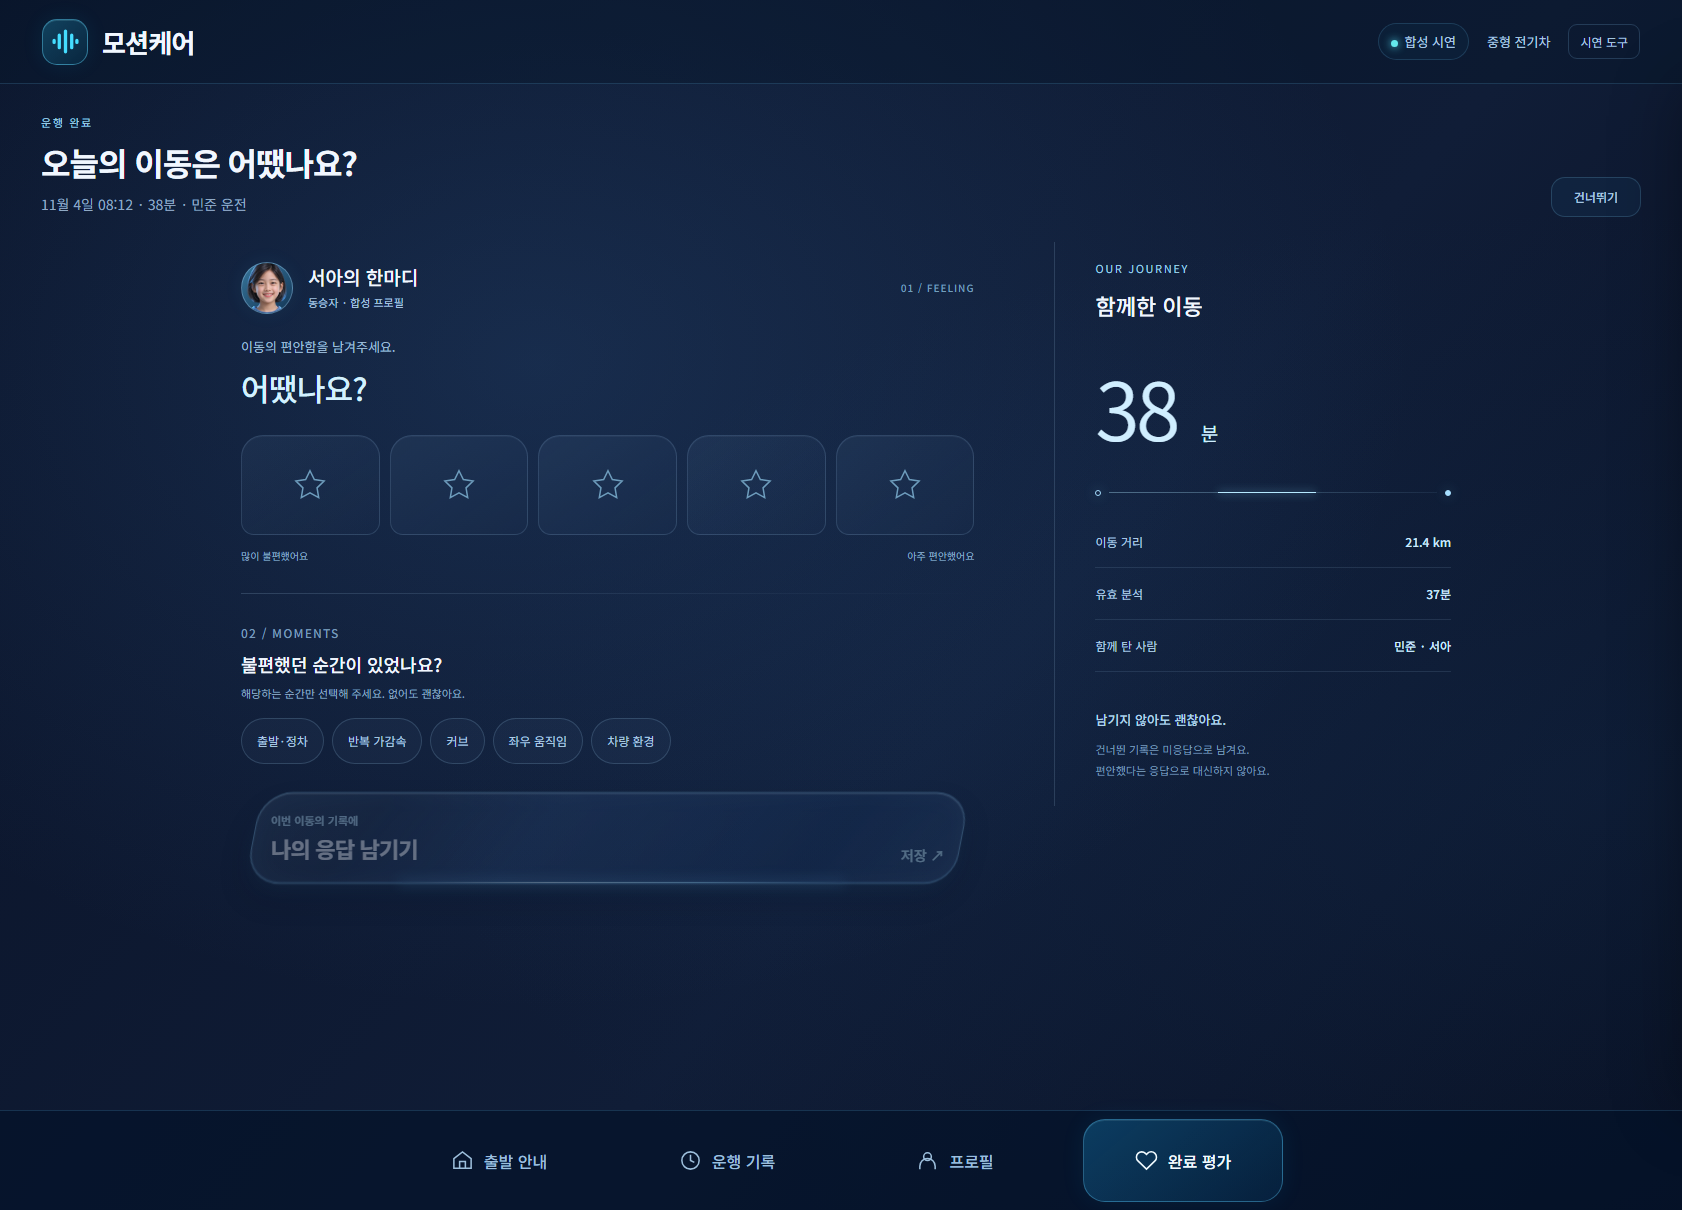 모션케어
합성 시연
중형 전기차
시연 도구
운행 완료
오늘의 이동은 어땠나요?
11월 4일 08:12 · 38분 · 민준 운전
건너뛰기
서아의 한마디
동승자 · 합성 프로필
01 / FEELING
이동의 편안함을 남겨주세요.
어땠나요?
많이 불편했어요
아주 편안했어요
02 / MOMENTS
불편했던 순간이 있었나요?
해당하는 순간만 선택해 주세요. 없어도 괜찮아요.
출발·정차
반복 가감속
커브
좌우 움직임
차량 환경
이번 이동의 기록에
나의 응답 남기기
저장 ↗
OUR JOURNEY
함께한 이동
38 분
이동 거리
21.4 km
유효 분석
37분
함께 탄 사람
민준 · 서아
남기지 않아도 괜찮아요.
건너뛴 기록은 미응답으로 남겨요.
편안했다는 응답으로 대신하지 않아요.
출발 안내
운행 기록
프로필
완료 평가